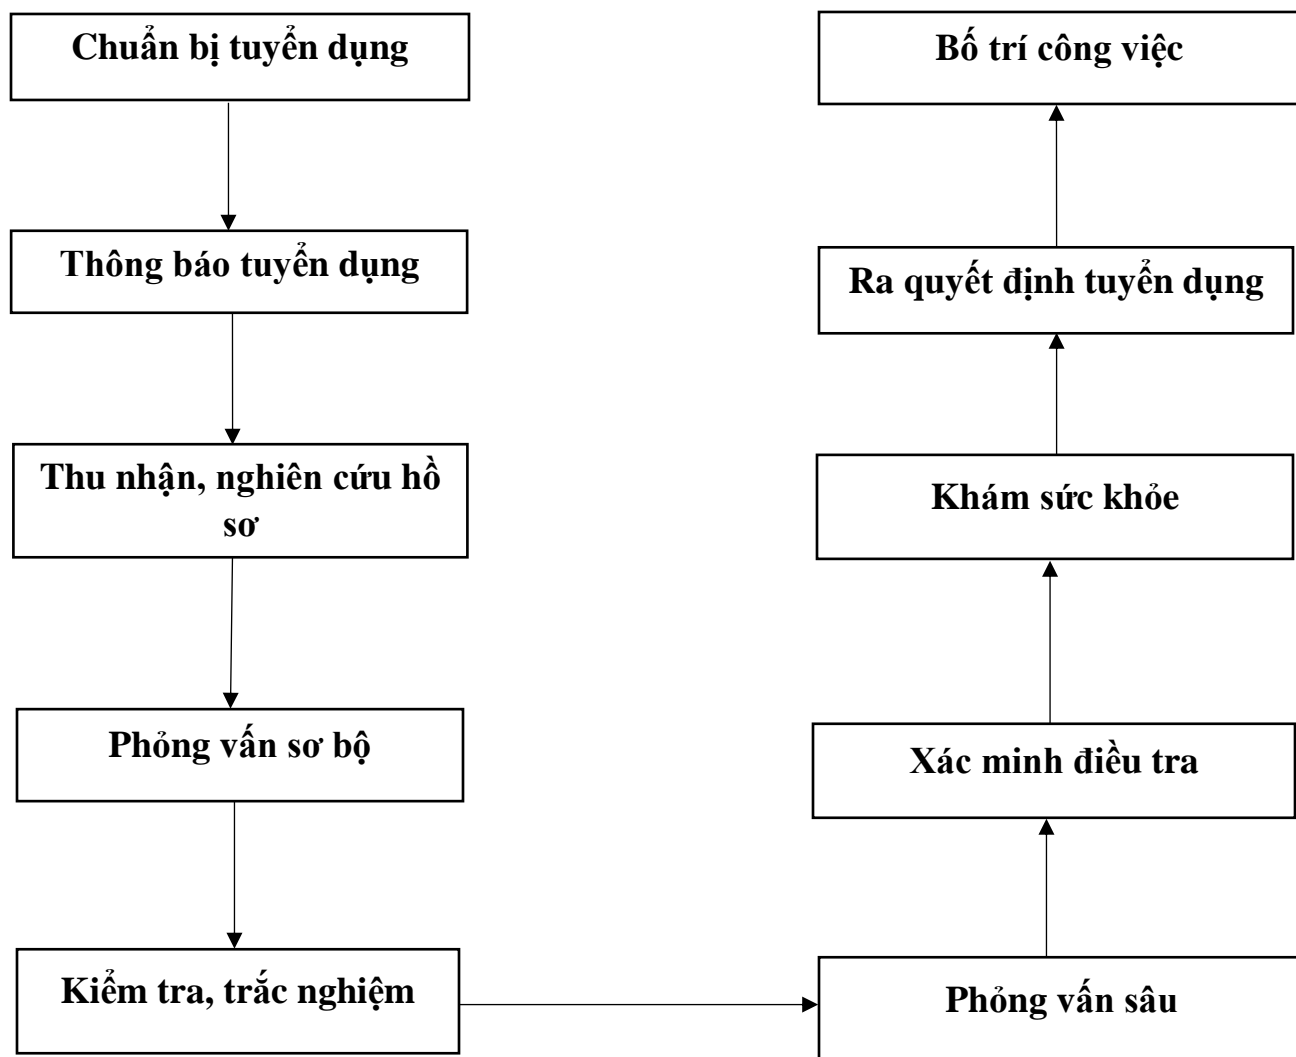 Chuẩn bị tuyển dụng
Thông báo tuyển dụng
Thu nhận, nghiên cứu hồ
sơ
Phỏng vấn sơ bộ
Kiểm tra, trắc nghiệm
Phỏng vấn sâu
Xác minh điều tra
Khám sức khỏe
Ra quyết định tuyển dụng
Bố trí công việc